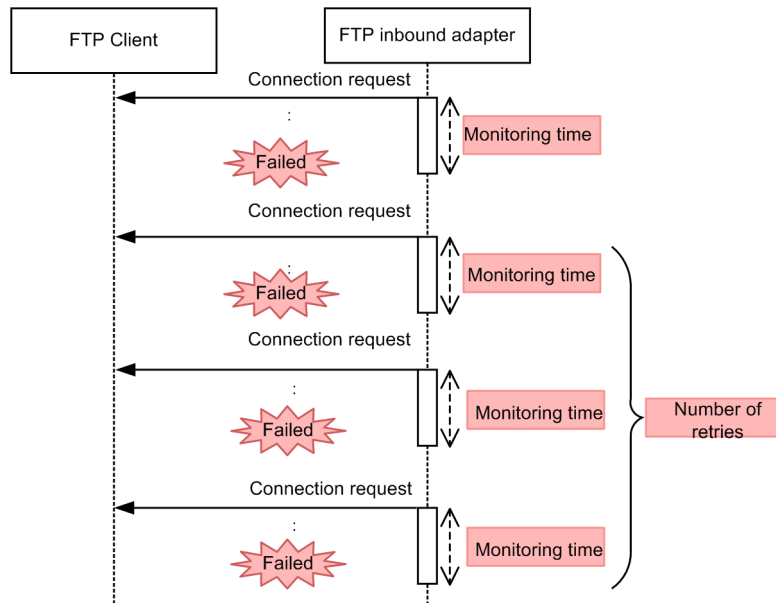 FTP Client
FTP inbound adapter
Connection request
:
Monitoring time
Failed
Connection request
:
Monitoring time
Failed
Connection request
:
Monitoring time
Number of
retries
Failed
Connection request
:
Monitoring time
Failed